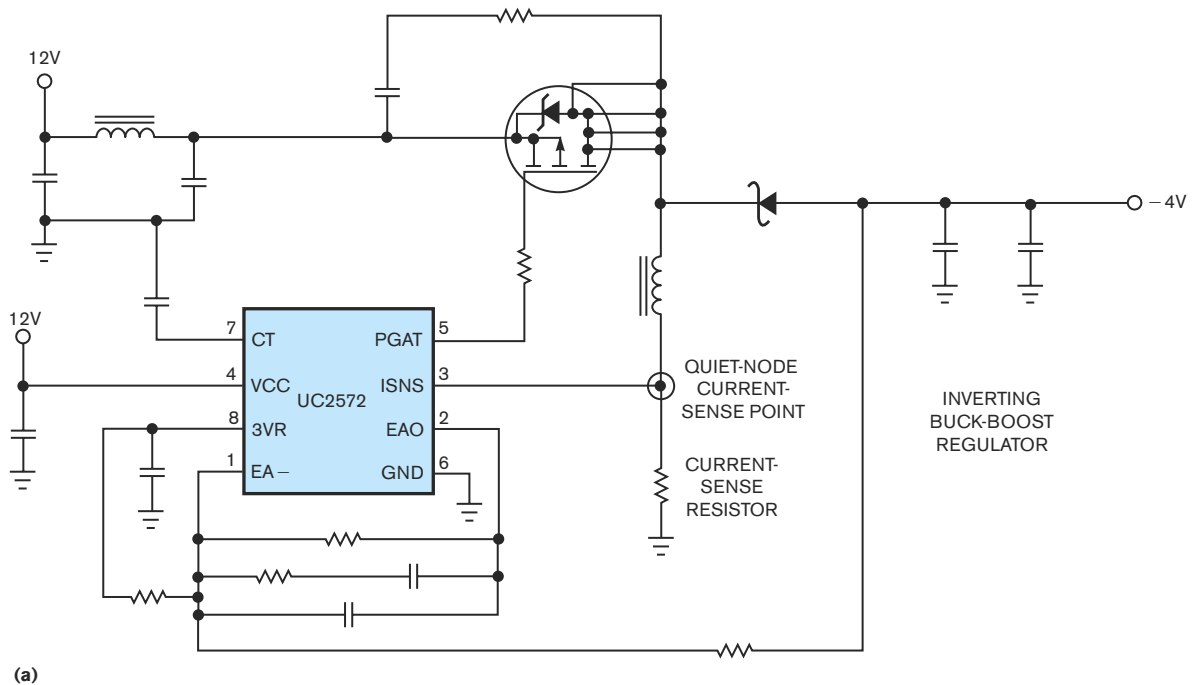 12V
−4V
12V
7 CT
PGAT 5
4 VCC
ISNS 3
UC2572
8 3VR
EAO 2
1 EA−
GND 6
QUIET-NODE
CURRENT-
SENSE POINT
CURRENT-
SENSE
RESISTOR
INVERTING
BUCK-BOOST
REGULATOR
(a)